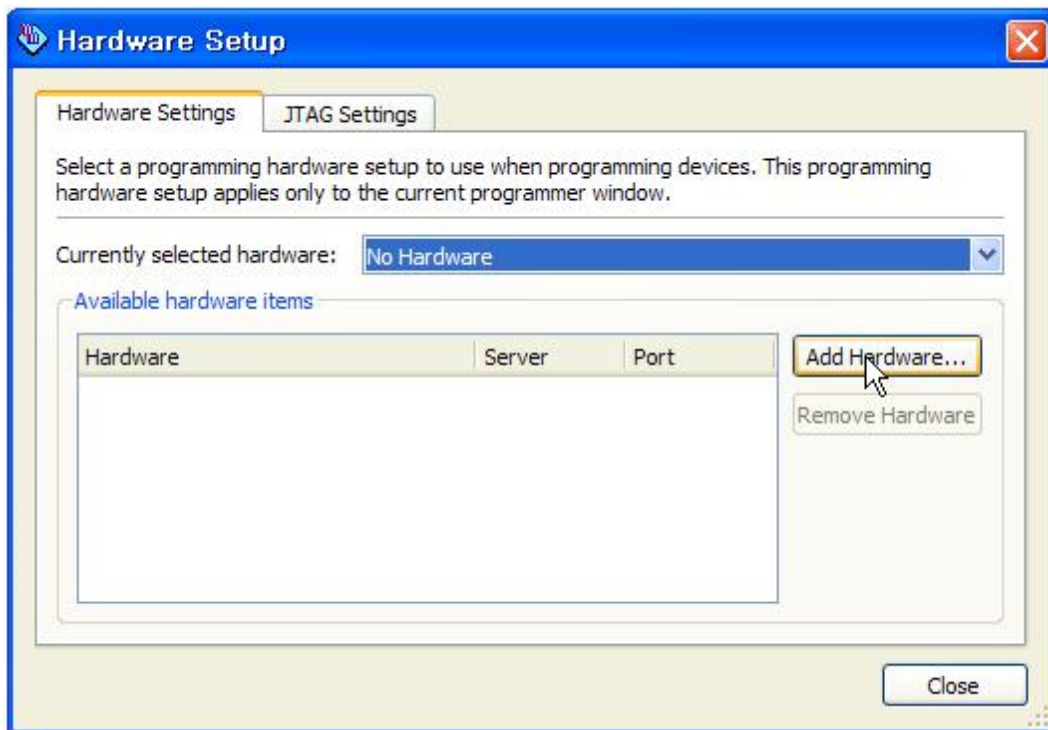 Hardware Setup
Hardware Settings
JTAG Settings
Select a programming hardware setup to use when programming devices. This programming
hardware setup applies only to the current programmer window.
Currently selected hardware:
No Hardware
Available hardware items
Hardware
Server
Port
Add Hardware...
Remove Hardware
Close